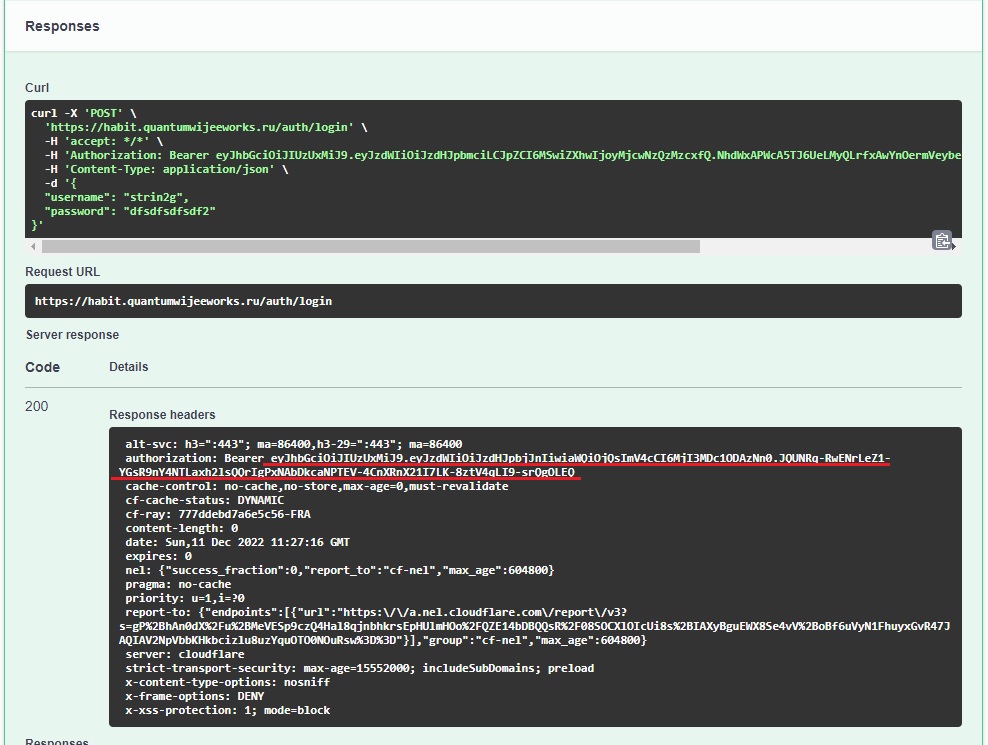 Responses
Curl
curl -X 'POST' \
'https://habit.quantumwijeeworks.ru/auth/login' \
-H 'accept: */*' \
-H 'Authorization: Bearer eyJhbGciOiJIUzUxMiJ9.eyJzdWIiOiJzdHJpbmciLCJpZCI6MSwiZXhwIjoyMjcwNzQzMzcxfQ.NhdWxAPWcA5TJ6UeLMyQLrfxAwYnOermVeybe
-H 'Content-Type: application/json' \
-d '{
"username": "strin2g",
"password": "dfsdfsdfsdf2"
}'
Request URL
https://habit.quantumwijeeworks.ru/auth/login
Server response
Code
Details
200
Response headers
alt-svc: h3=":443"; ma=86400,h3-29=":443"; ma=86400
authorization: Bearer eyJhbGciOiJIUzUxMiJ9.eyJzdWIiOiJzdHJpbjJnIiwiaWQiOjQsImV4cCI6MjI3MDc1ODAzNn0.JQUNRq-RwENrLeZ1-
YGsR9nY4NTLaxh2lsQOrIgPxNAbDkcaNPTEV-4CnXRnX21I7LK-8ztV4qLI9-srQgOLEQ
cache-control: no-cache,no-store,max-age=0,must-revalidate
cf-cache-status: DYNAMIC
cf-ray: 777ddebd7a6e5c56-FRA
content-length: 0
date: Sun,11 Dec 2022 11:27:16 GMT
expires: 0
nel: {"success_fraction":0,"report_to":"cf-nel","max_age":604800}
pragma: no-cache
priority: u=1,i=?0
report-to: {"endpoints":[{"url":"https:\/\/a.nel.cloudflare.com\/report\/v3?
s=gP%2BhAn0dX%2Fu%2BMeVESp9czQ4Hal8qjnbhkrsEpHUlmHOo%2FQZE14bDBQQsR%2F08SOCXlOIcUi8s%2BIAXyBguEWX8Se4vV%2BoBf6uVyN1FhuyxGvR47J
AQIAV2NpVbbKHkbcizlu8uzYquOTO0NOuRsw%3D%3D"}],"group":"cf-nel","max_age":604800}
server: cloudflare
strict-transport-security: max-age=15552000; includeSubDomains; preload
x-content-type-options: nosniff
x-frame-options: DENY
x-xss-protection: 1; mode=block
Responses